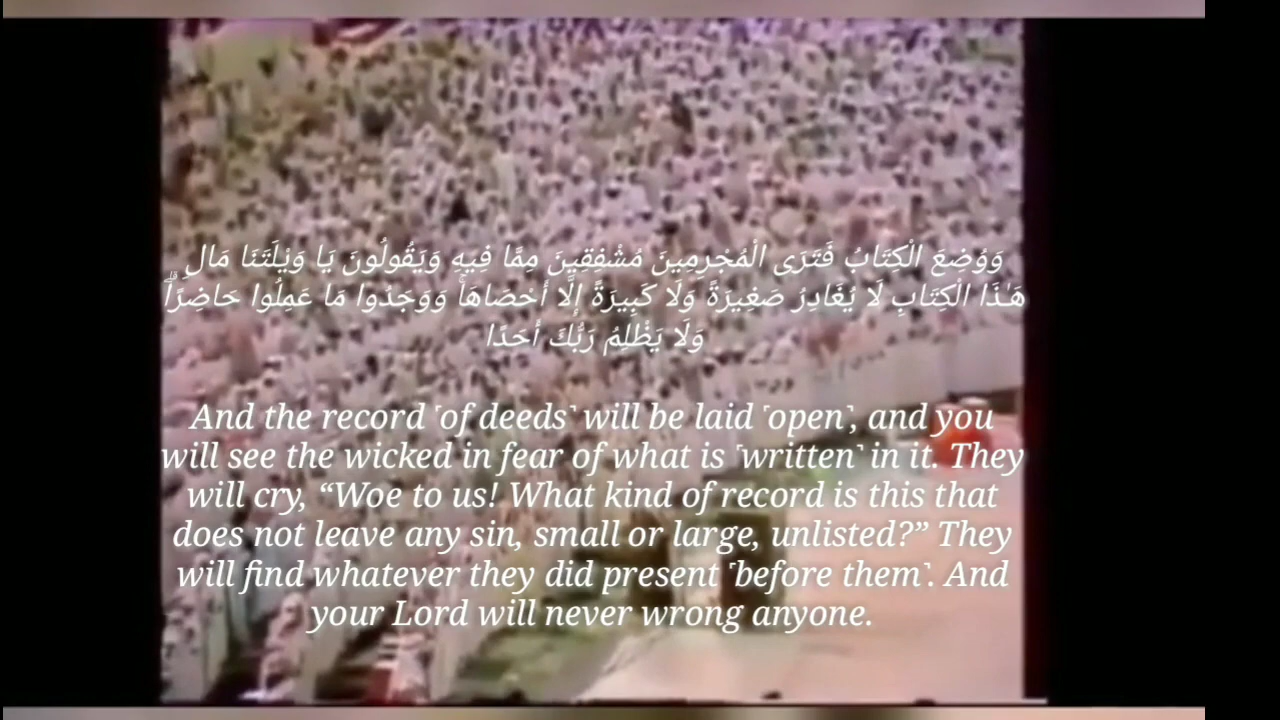 وَوُضِعَ الْكِتَابُ فَتَرَى الْمُجْرِمِينَ مُشْفِقِينَ مِمَّا فِيهِ وَيَقُولُونَ يَا وَيْلَتَنَا مَالِ
هَـٰذَا الْكِتَابِ لَا يُغَادِرُ صَغِيرَةً وَلَا كَبِيرَةً إِلَّا أَحْصَاهَاۚ وَوَجَدُوا مَا عَمِلُوا حَاضِرًاۗ
وَلَا يَظْلِمُ رَبُّكَ أَحَدًا
And the record ˹of deeds˺ will be laid ˹open˺, and you
will see the wicked in fear of what is ˹written˺ in it. They
will cry, “Woe to us! What kind of record is this that
does not leave any sin, small or large, unlisted?” They
will find whatever they did present ˹before them˺. And
your Lord will never wrong anyone.